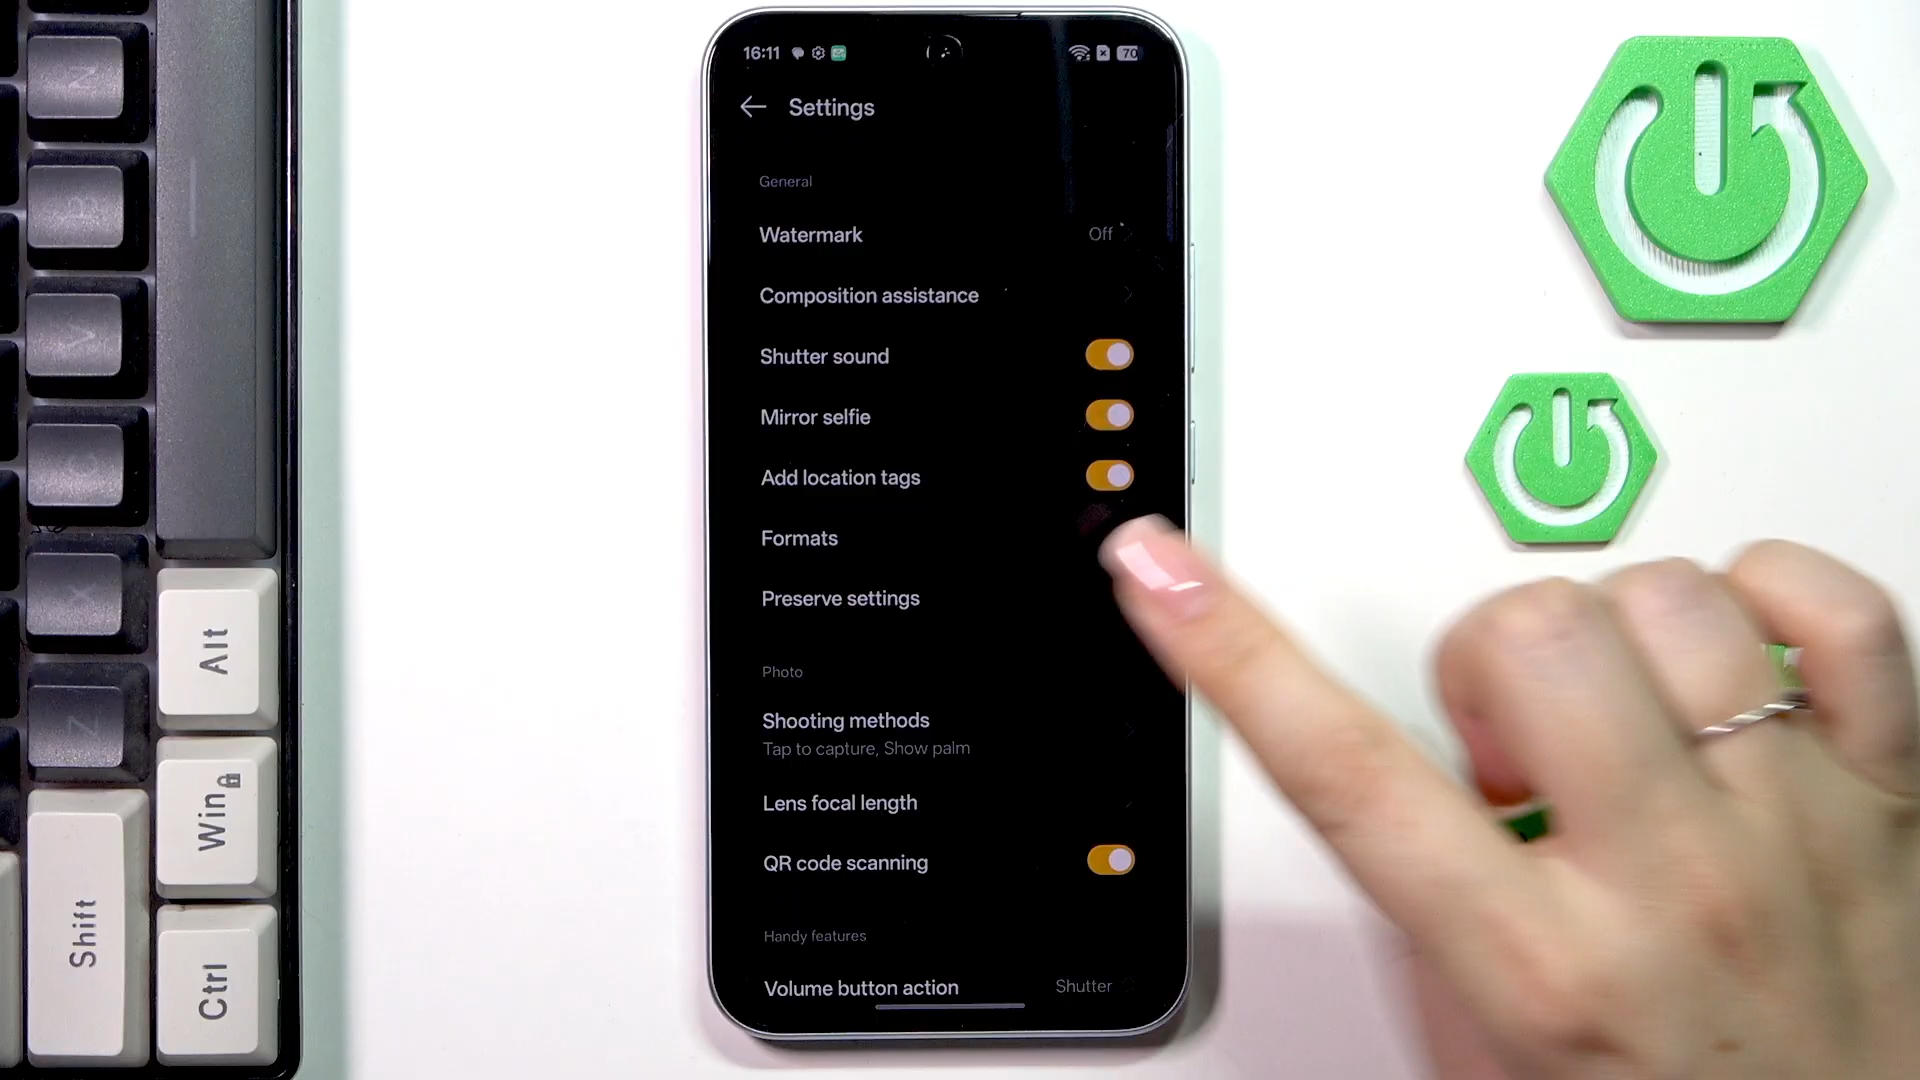 16:11
70
Settings
General
Watermark Off
Composition assistance
Shutter sound
Mirror selfie
Add location tags
Formats
Preserve settings
Photo
Shooting methods
Tap to capture, Show palm
Lens focal length
QR code scanning
Handy features
Volume button action Shutter
N
B
V
C
X
Z
Alt
Win
Shift
Ctrl